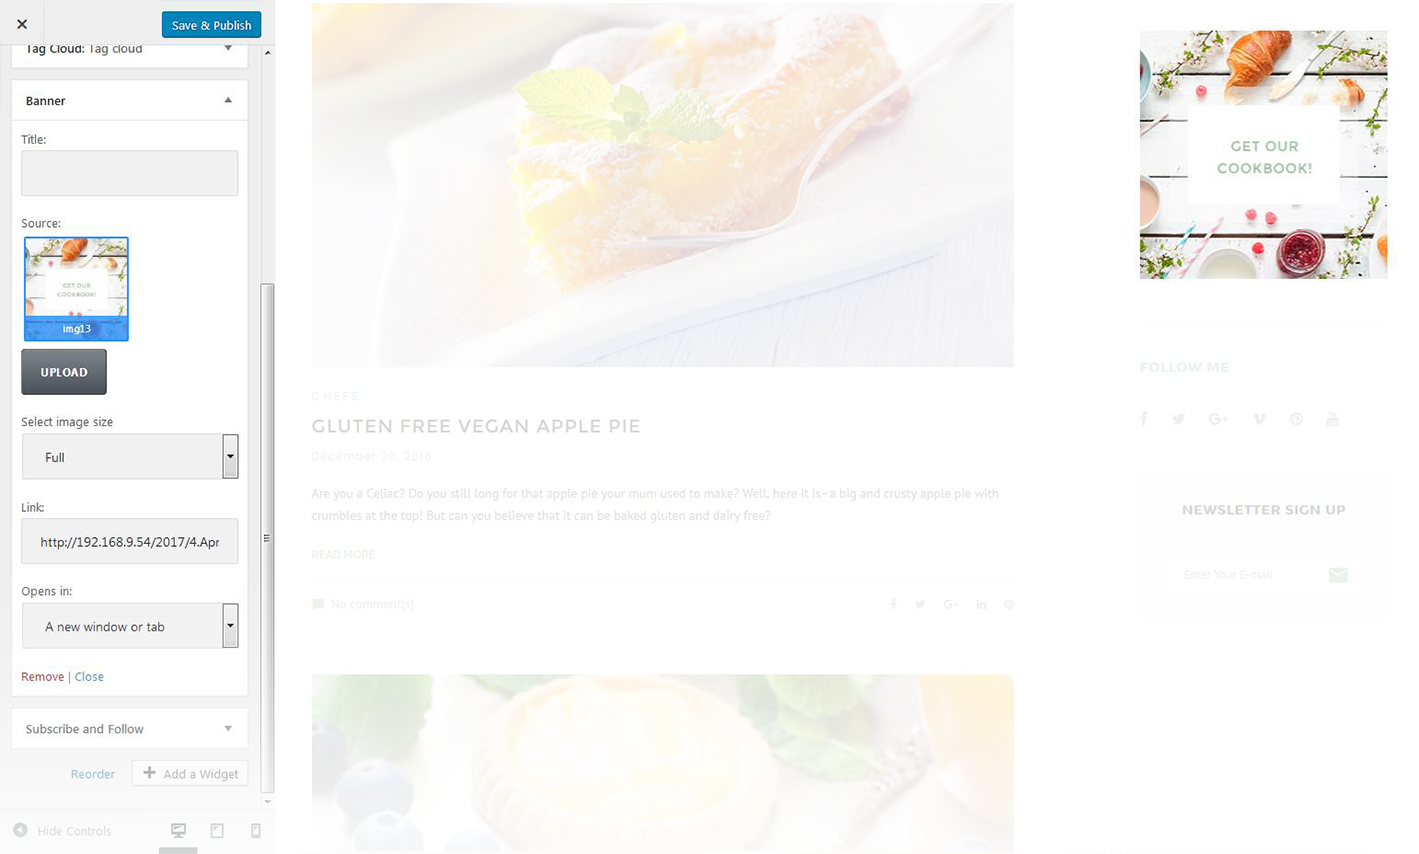 Save & Publish
Tag Cloud: Tag cloud
Banner
Title:
Source:
GET OUR
COOKBOOK!
img13
UPLOAD
Select image size
Full
Link:
http://192.168.9.54/2017/4.Apr
Opens in:
A new window or tab
Remove | Close
Subscribe and Follow
Reorder
Add a Widget
Hide Controls
CHEFS
GLUTEN FREE VEGAN APPLE PIE
December 20, 2016
Are you a Celiac? Do you still long for that apple pie your mum used to make? Well, here it is–a big and crusty apple pie with
crumbles at the top! But can you believe that it can be baked gluten and dairy free?
READ MORE
No comment(s)
GET OUR
COOKBOOK!
FOLLOW ME
NEWSLETTER SIGN UP
Enter Your E-mail